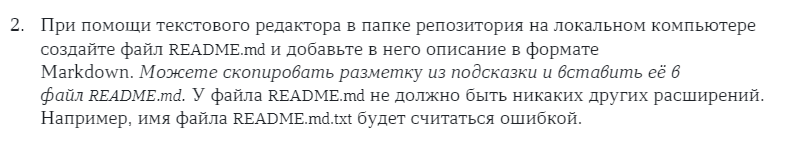 2. При помощи текстового редактора в папке репозитория на локальном компьютере
создайте файл README.md и добавьте в него описание в формате
Markdown. Можете скопировать разметку из подсказки и вставить её в
файл README.md. У файла README.md не должно быть никаких других расширений.
Например, имя файла README.md.txt будет считаться ошибкой.